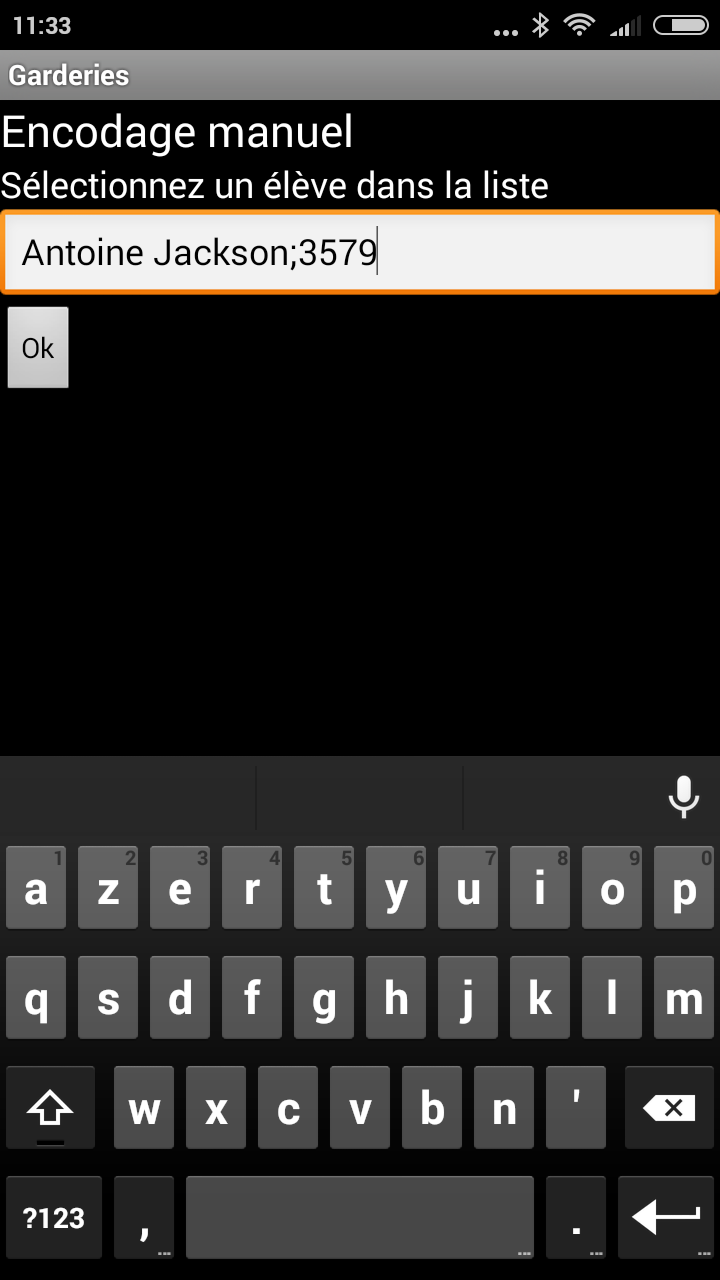 11:33
Garderies
Encodage manuel
Sélectionnez un élève dans la liste
Antoine Jackson;3579
Ok
1 2 3 4 5 6 7 8 9 0
a z e r t y u i o p
q s d f g h j k l m
w x c v b n '
?123 , .